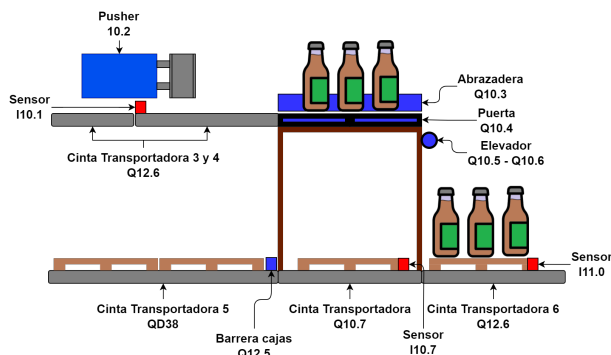 Pusher
10.2
Sensor
I10.1
Cinta Transportadora 3 y 4
Q12.6
Abrazadera
Q10.3
Puerta
Q10.4
Elevador
Q10.5 - Q10.6
Sensor
I11.0
Cinta Transportadora 5
QD38
Cinta Transportadora
Q10.7
Cinta Transportadora 6
Q12.6
Barrera cajas
Q12.5
Sensor
I10.7